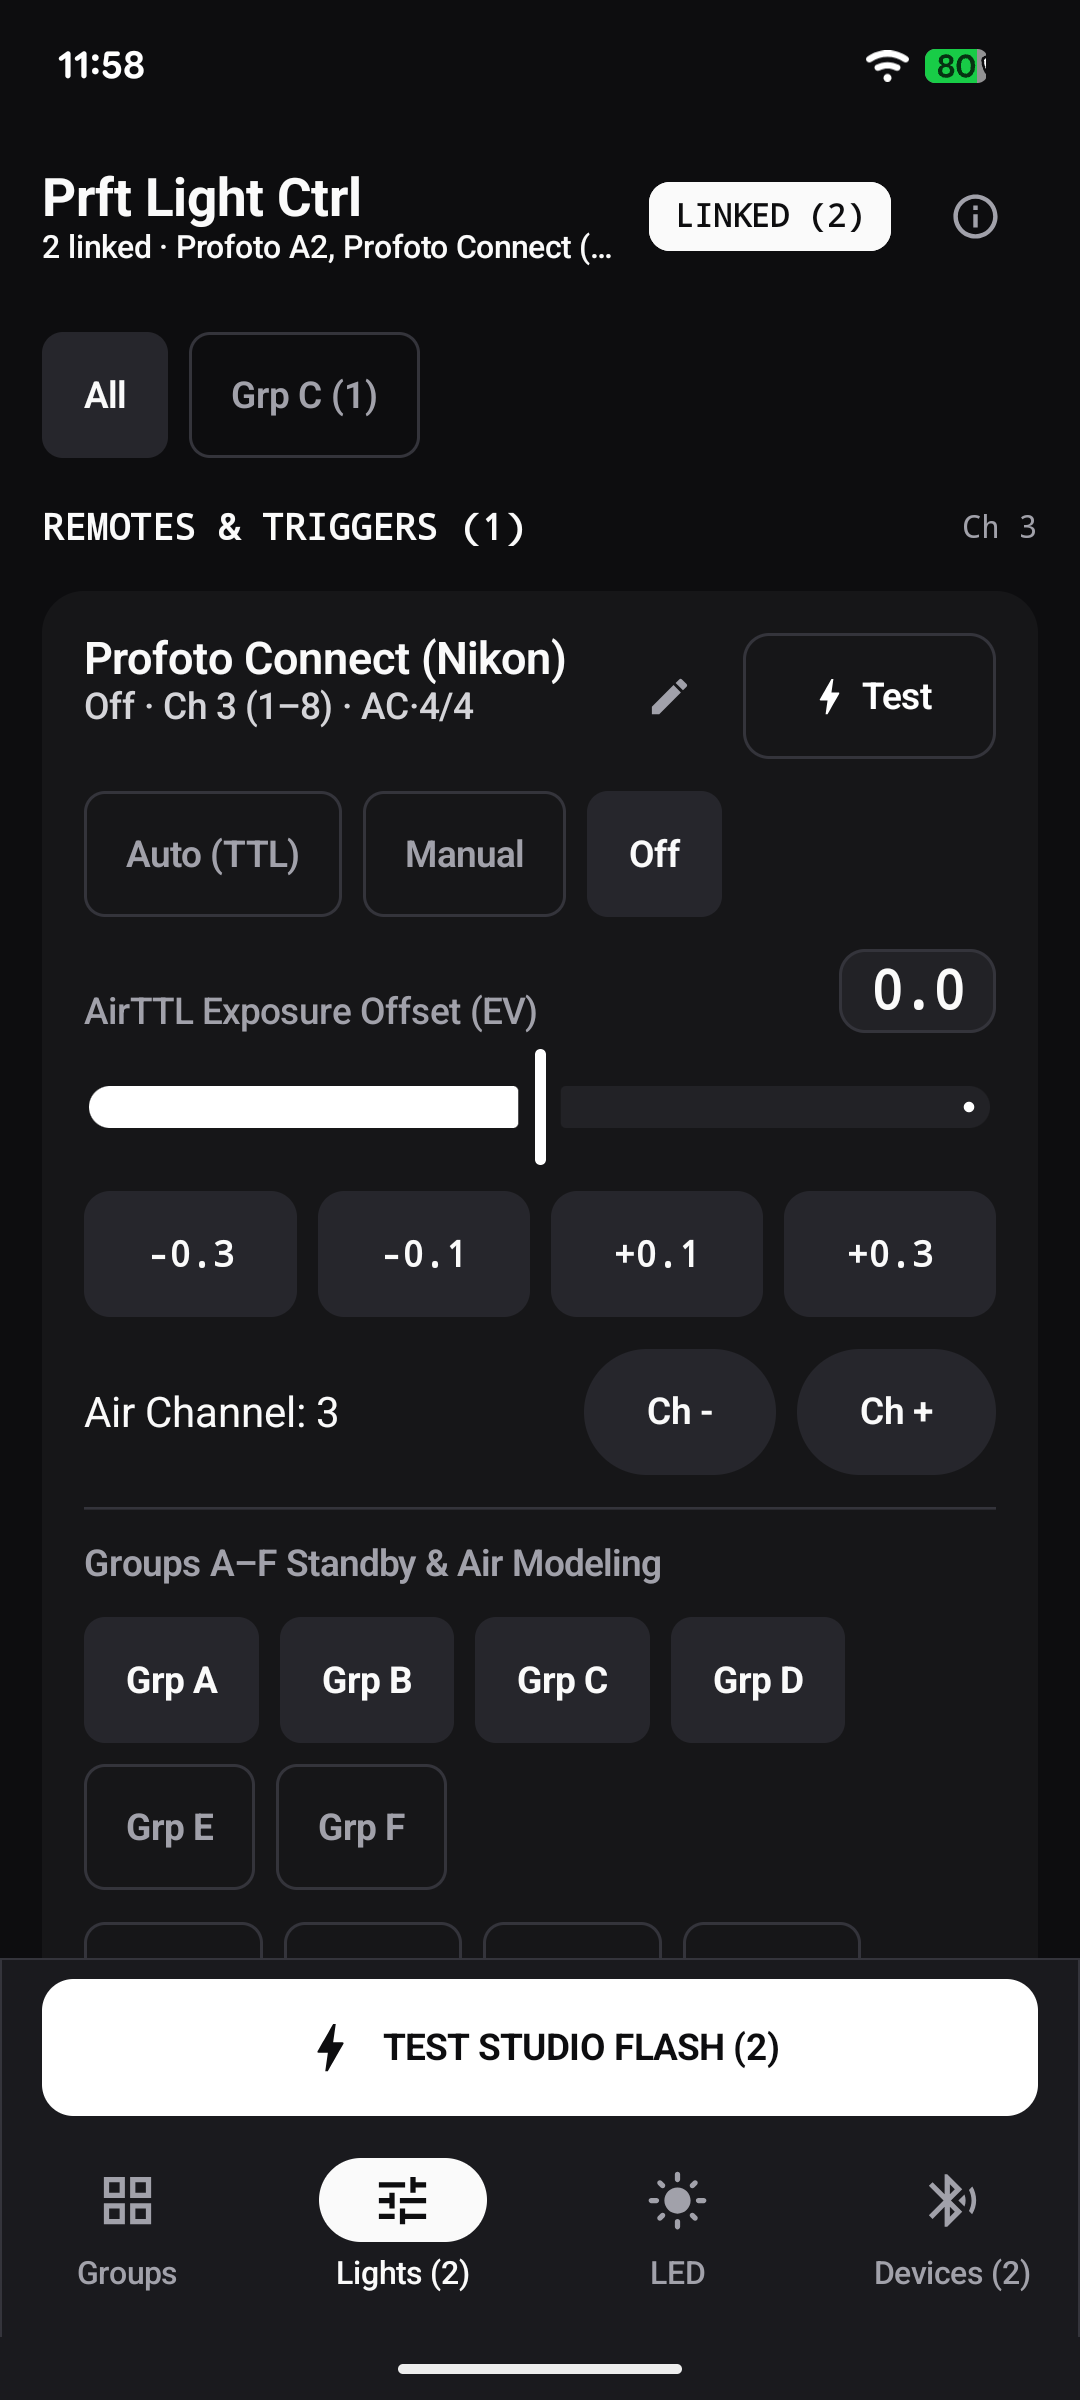 11:58
80
Prft Light Ctrl
2 linked · Profoto A2, Profoto Connect (…
LINKED (2)
All
Grp C (1)
REMOTES & TRIGGERS (1)
Ch 3
Profoto Connect (Nikon)
Off · Ch 3 (1–8) · AC·4/4
Test
Auto (TTL)
Manual
Off
AirTTL Exposure Offset (EV)
0.0
-0.3
-0.1
+0.1
+0.3
Air Channel: 3
Ch -
Ch +
Groups A–F Standby & Air Modeling
Grp A
Grp B
Grp C
Grp D
Grp E
Grp F
TEST STUDIO FLASH (2)
Groups
Lights (2)
LED
Devices (2)